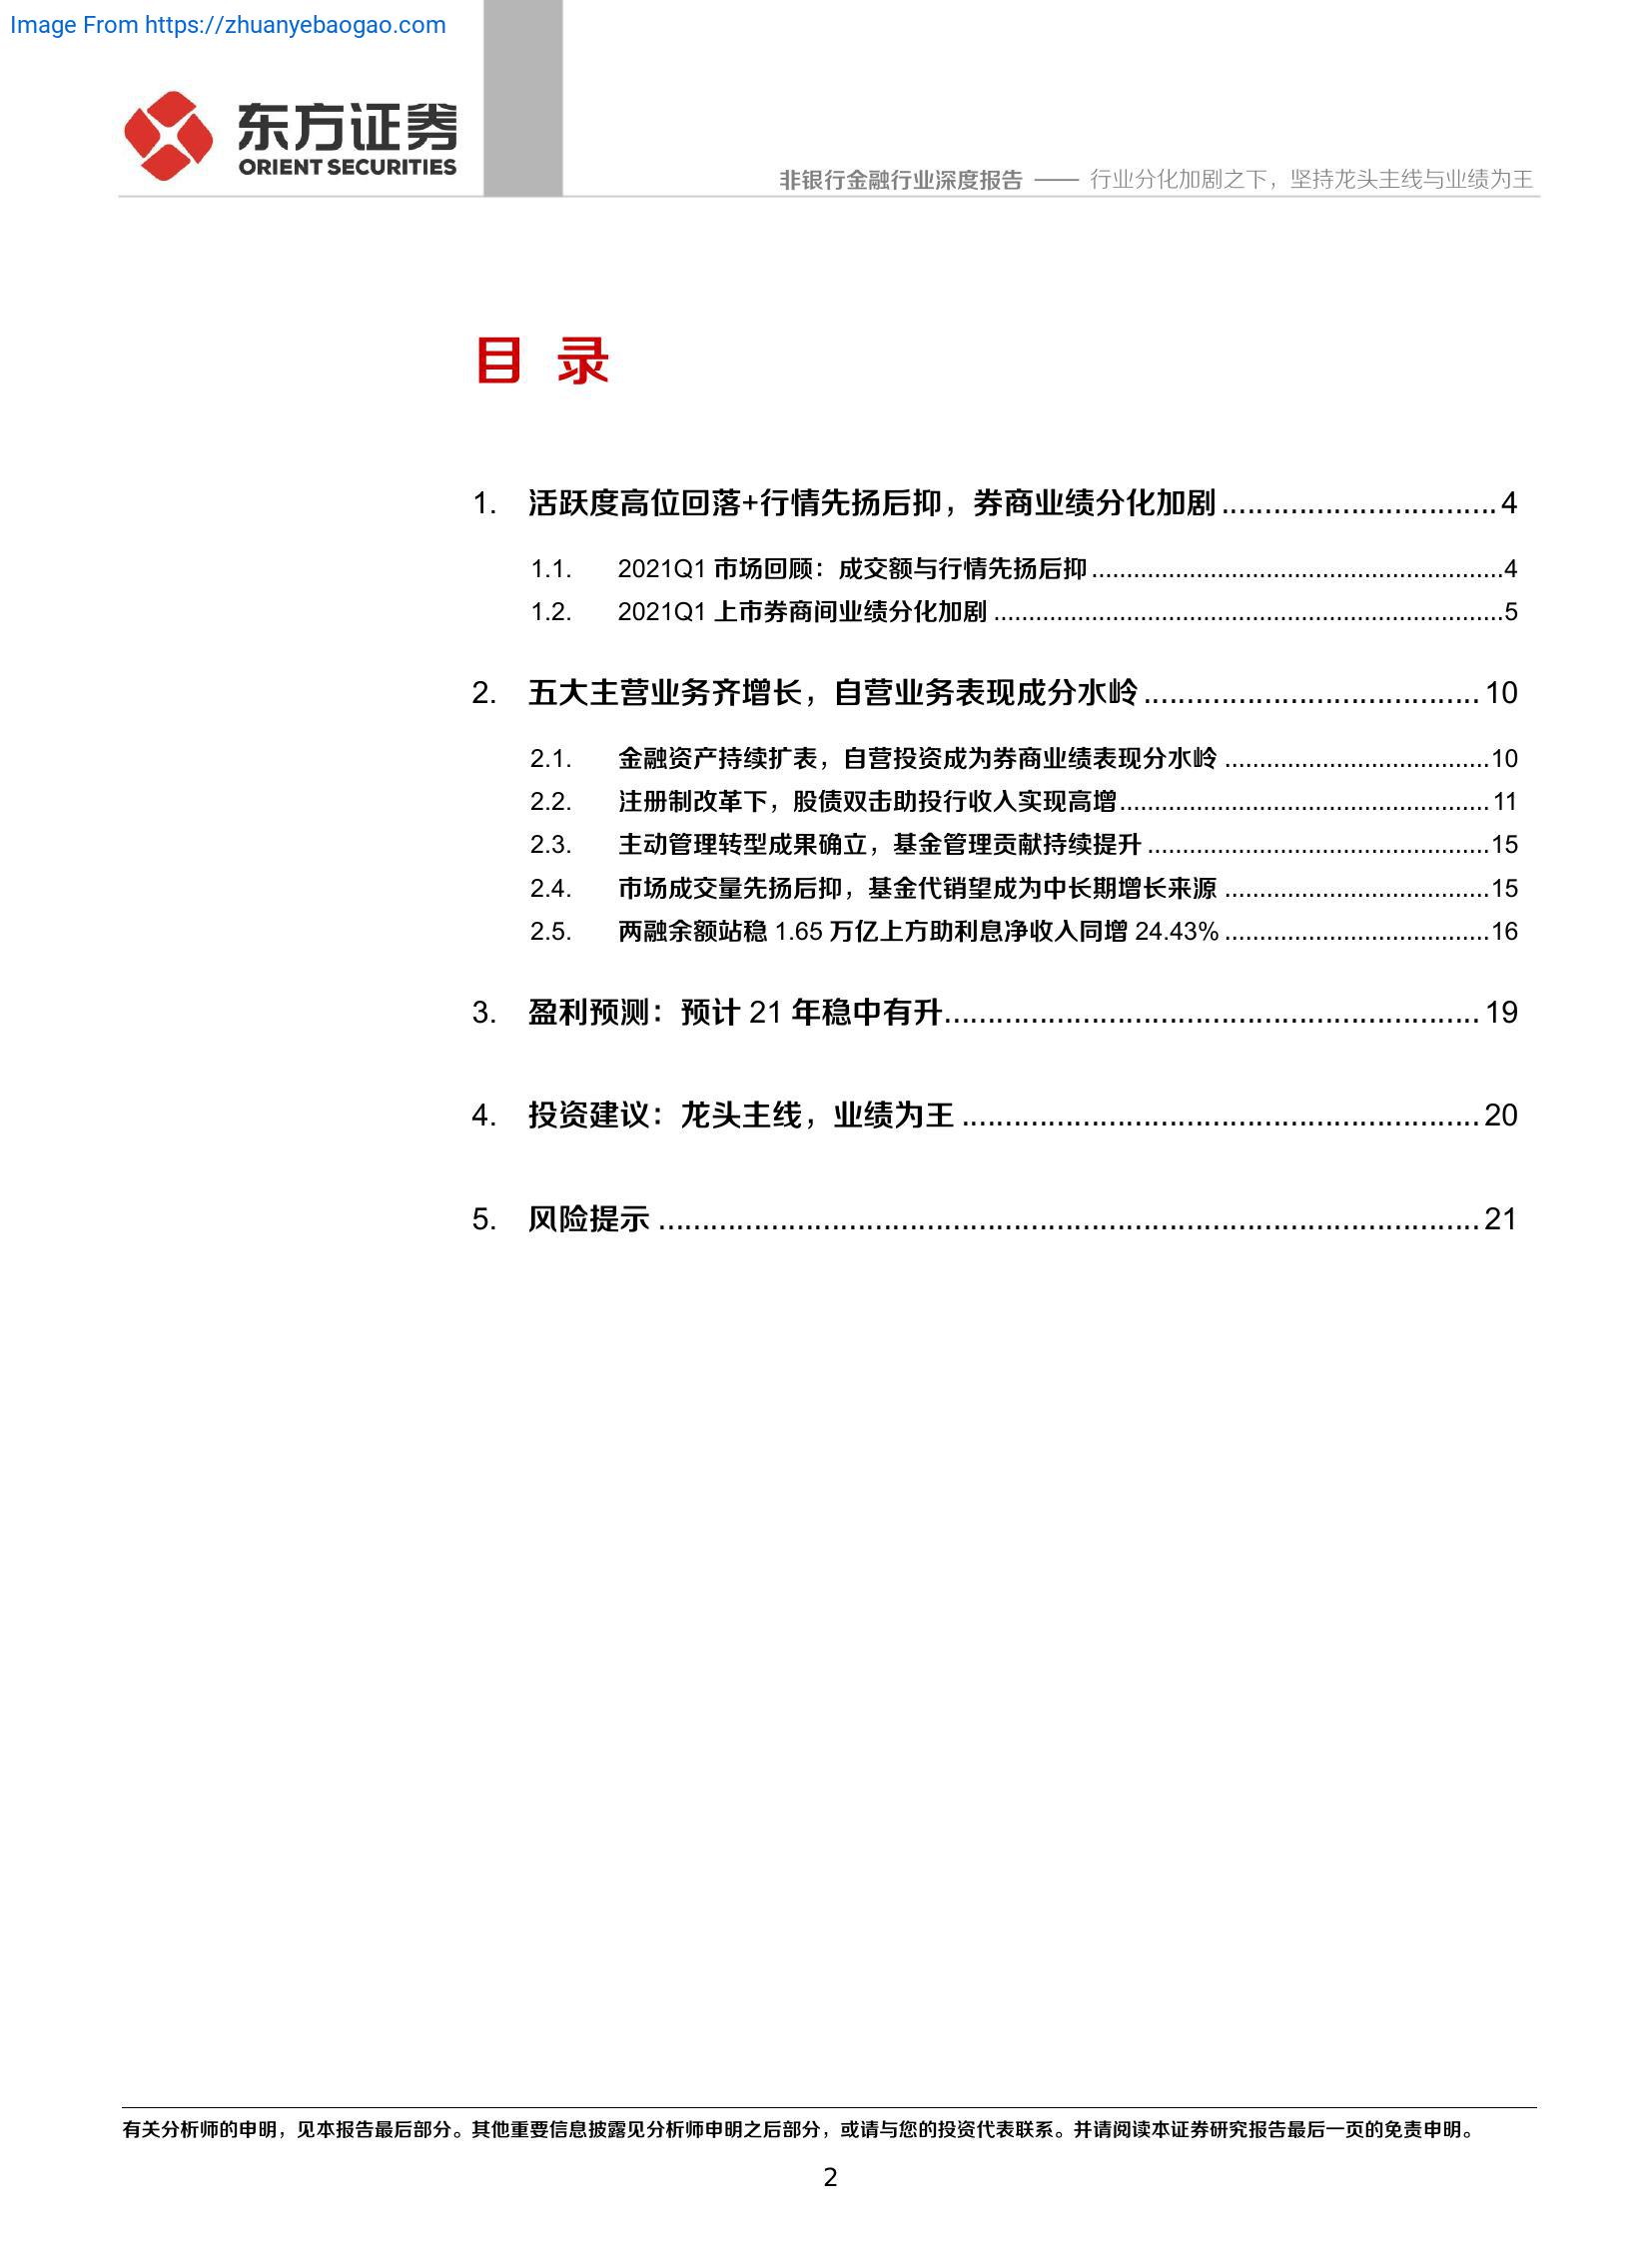 Image From https://zhuanyebaogao.com
东方证券
ORIENT SECURITIES
非银行金融行业深度报告 —— 行业分化加剧之下，坚持龙头主线与业绩为王
目 录
1. 活跃度高位回落+行情先扬后抑，券商业绩分化加剧..............................4
1.1. 2021Q1 市场回顾：成交额与行情先扬后抑...........................................................4
1.2. 2021Q1 上市券商间业绩分化加剧.........................................................................5
2. 五大主营业务齐增长，自营业务表现成分水岭......................................10
2.1. 金融资产持续扩表，自营投资成为券商业绩表现分水岭......................................10
2.2. 注册制改革下，股债双击助投行收入实现高增.....................................................11
2.3. 主动管理转型成果确立，基金管理贡献持续提升.................................................15
2.4. 市场成交量先扬后抑，基金代销望成为中长期增长来源......................................15
2.5. 两融余额站稳 1.65 万亿上方助利息净收入同增 24.43%......................................16
3. 盈利预测：预计 21 年稳中有升.............................................................19
4. 投资建议：龙头主线，业绩为王...........................................................20
5. 风险提示..............................................................................................21
有关分析师的申明，见本报告最后部分。其他重要信息披露见分析师申明之后部分，或请与您的投资代表联系。并请阅读本证券研究报告最后一页的免责申明。
2